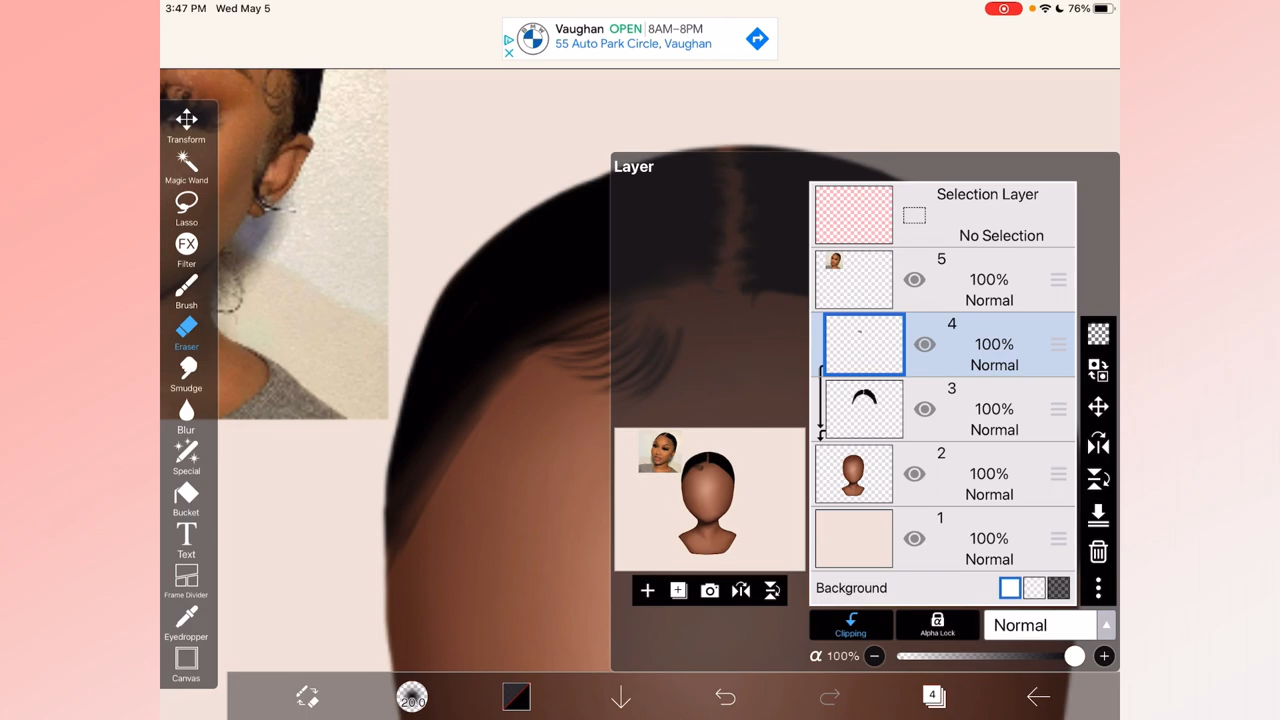 3:47 PM Wed May 5
76%
Vaughan OPEN 8AM–8PM
55 Auto Park Circle, Vaughan
Transform
Magic Wand
Lasso
FX
Filter
Brush
Eraser
Smudge
Blur
Special
Bucket
T
Text
Frame Divider
Eyedropper
Canvas
Layer
Selection Layer
No Selection
5
100%
Normal
4
100%
Normal
3
100%
Normal
2
100%
Normal
1
100%
Normal
Background
Clipping
Alpha Lock
Normal
α 100%
20.0
4